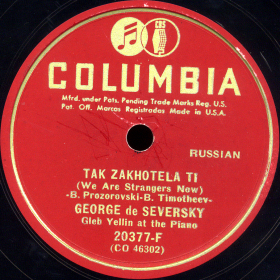 CBS
COLUMBIA
Mfrd. under Pats. Pending Trade Marks Reg. U.S.
Pat. Off. Marcas Registradas Made in U.S.A.
RUSSIAN
TAK ZAKHOTELA TI
(We Are Strangers Now)
-B. Prozorovski-B. Timotheev-
GEORGE de SEVERSKY
Gleb Yellin at the Piano
20377-F
(CO 46302)